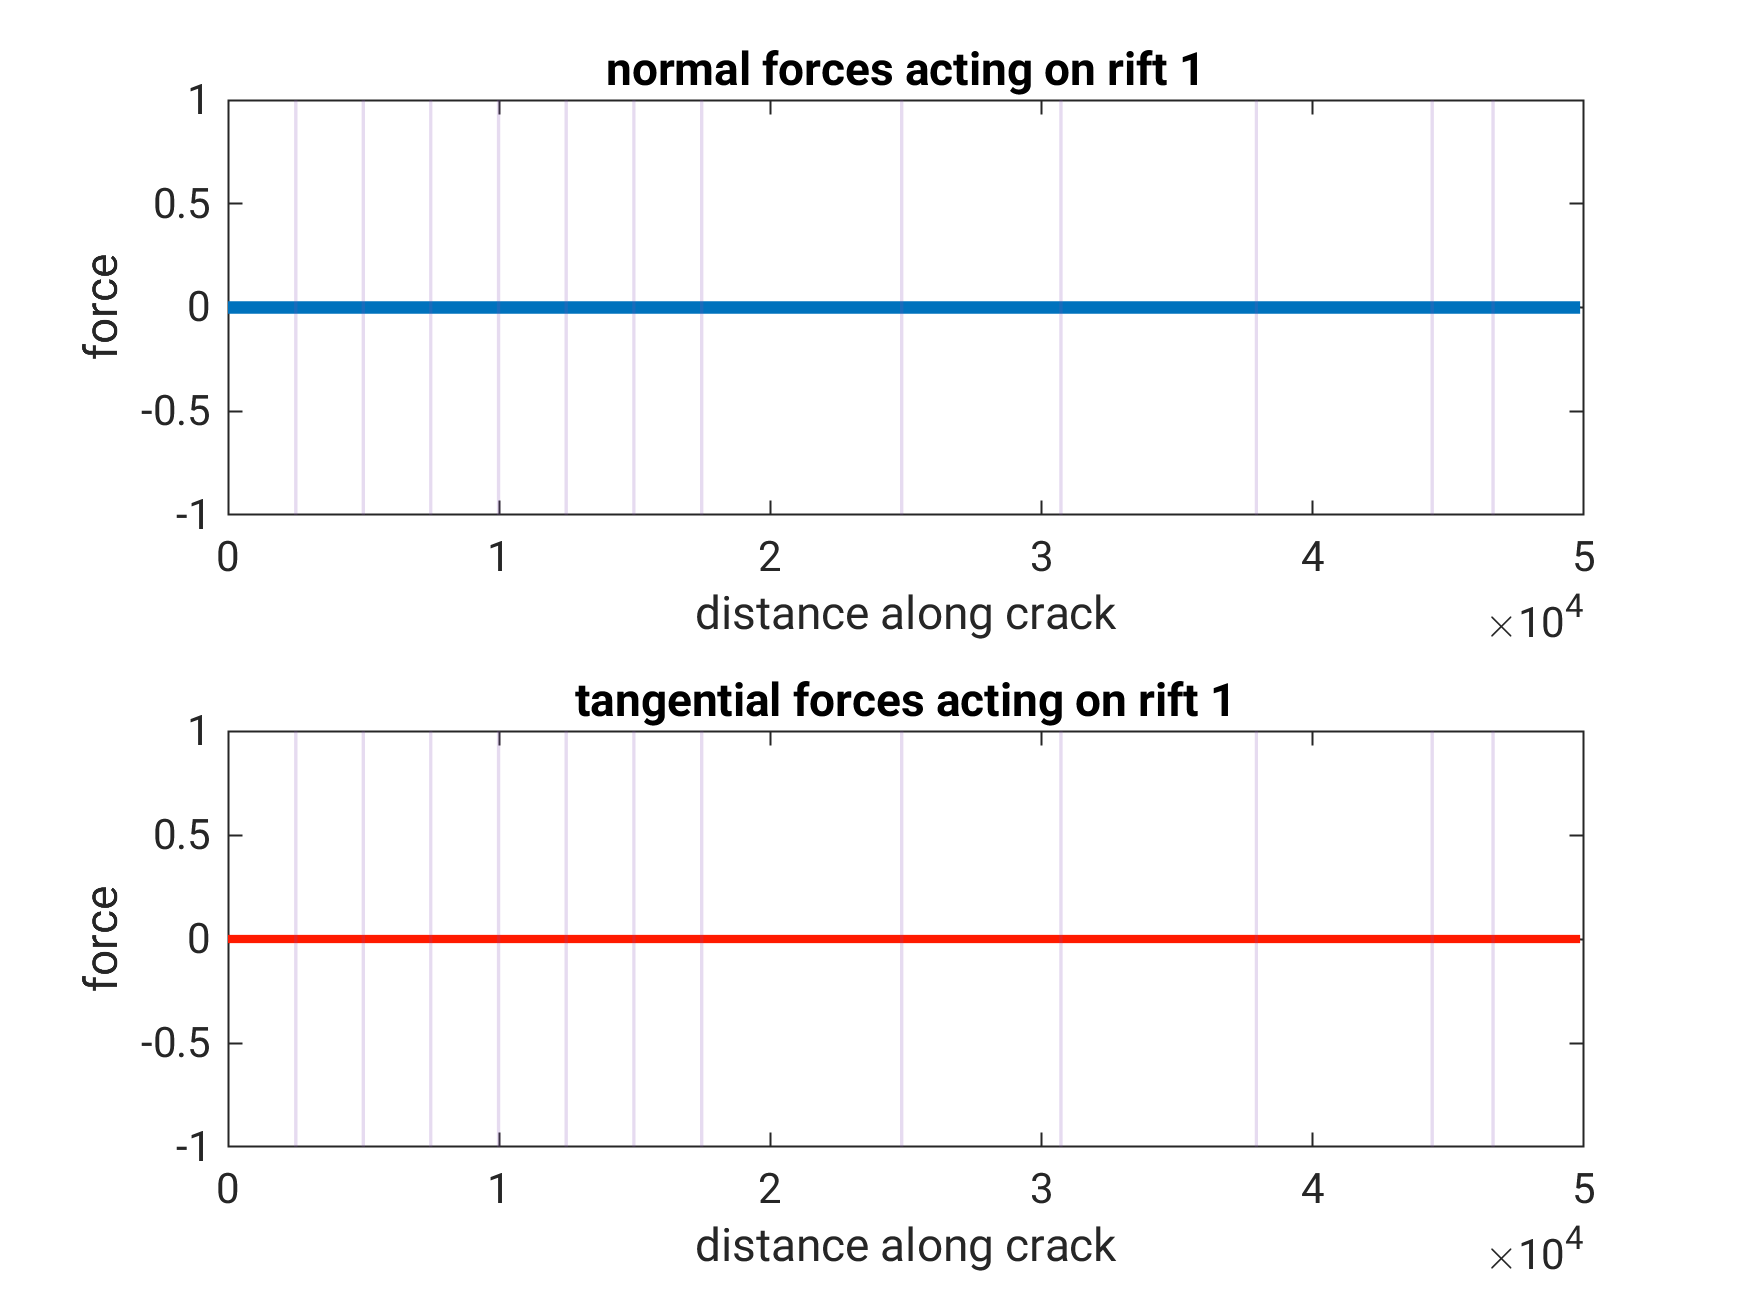 normal forces acting on rift 1
1
0.5
0
-0.5
-1
force
0 1 2 3 4 5
distance along crack
×10⁴
tangential forces acting on rift 1
1
0.5
0
-0.5
-1
force
0 1 2 3 4 5
distance along crack
×10⁴